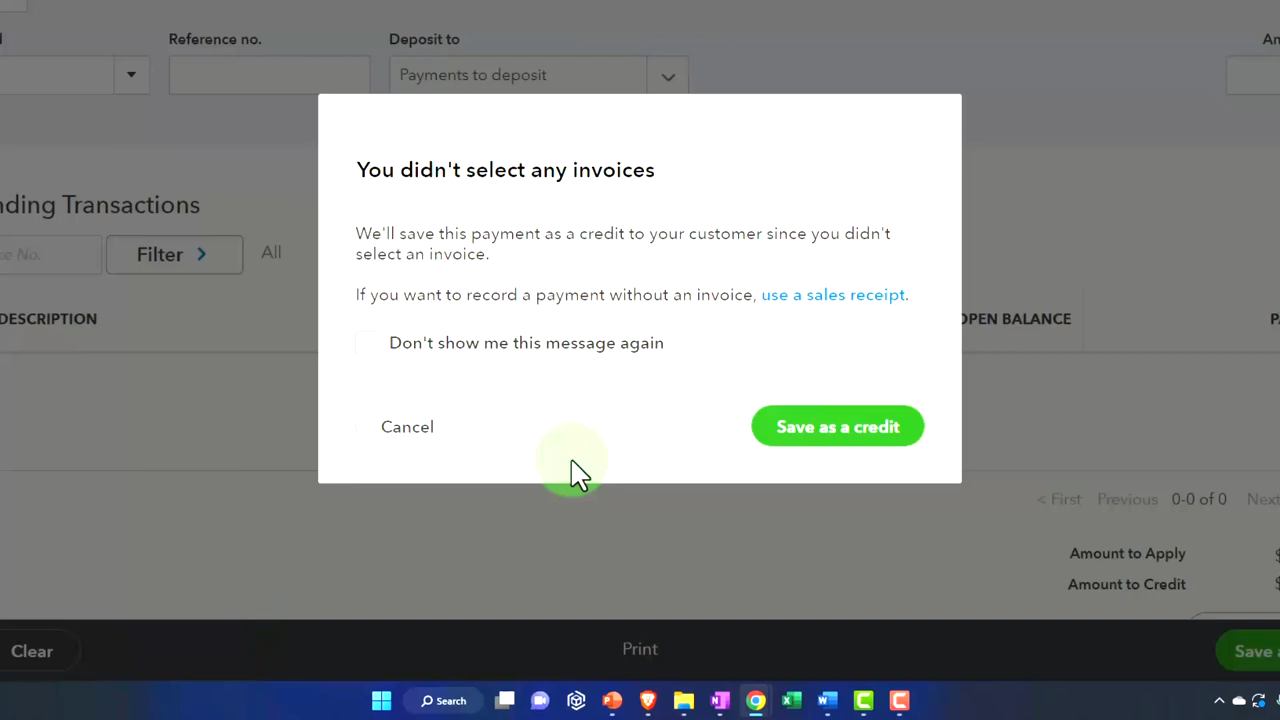 Reference no.
Deposit to
Payments to deposit
You didn't select any invoices
nding Transactions
We'll save this payment as a credit to your customer since you didn't
select an invoice.
Filter >
All
If you want to record a payment without an invoice, use a sales receipt.
DESCRIPTION
OPEN BALANCE
Don't show me this message again
Cancel
Save as a credit
< First Previous 0-0 of 0 Next
Amount to Apply
Amount to Credit
Clear
Print
Save
Search